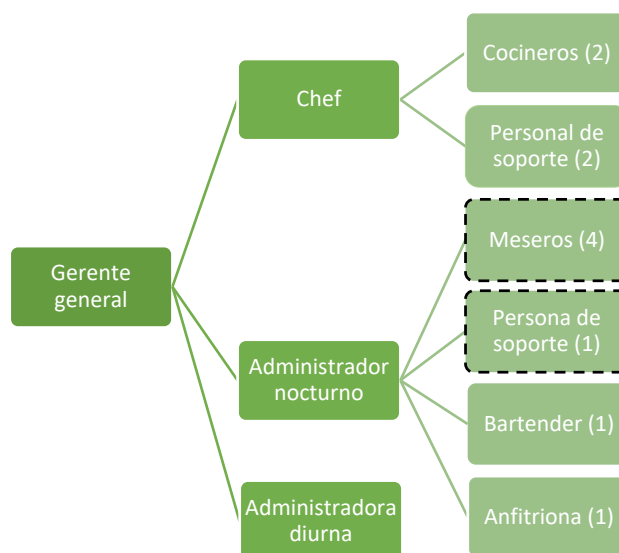 Gerente
general
Chef
Cocineros (2)
Personal de
soporte (2)
Administrador
nocturno
Meseros (4)
Persona de
soporte (1)
Bartender (1)
Anfitriona (1)
Administradora
diurna